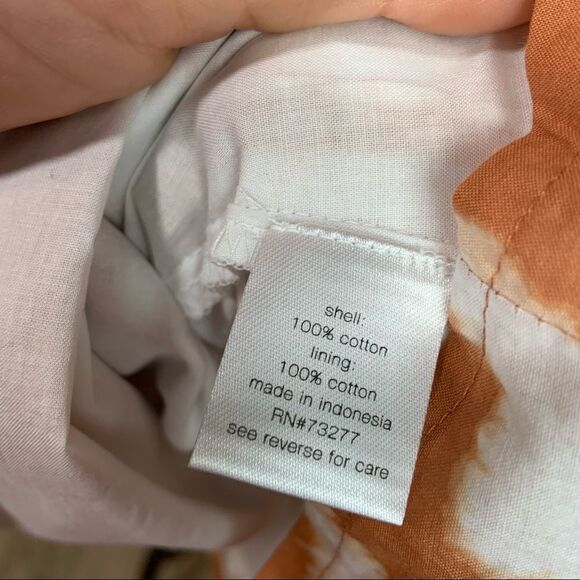 shell:
100% cotton
lining:
100% cotton
made in indonesia
RN#73277
see reverse for care